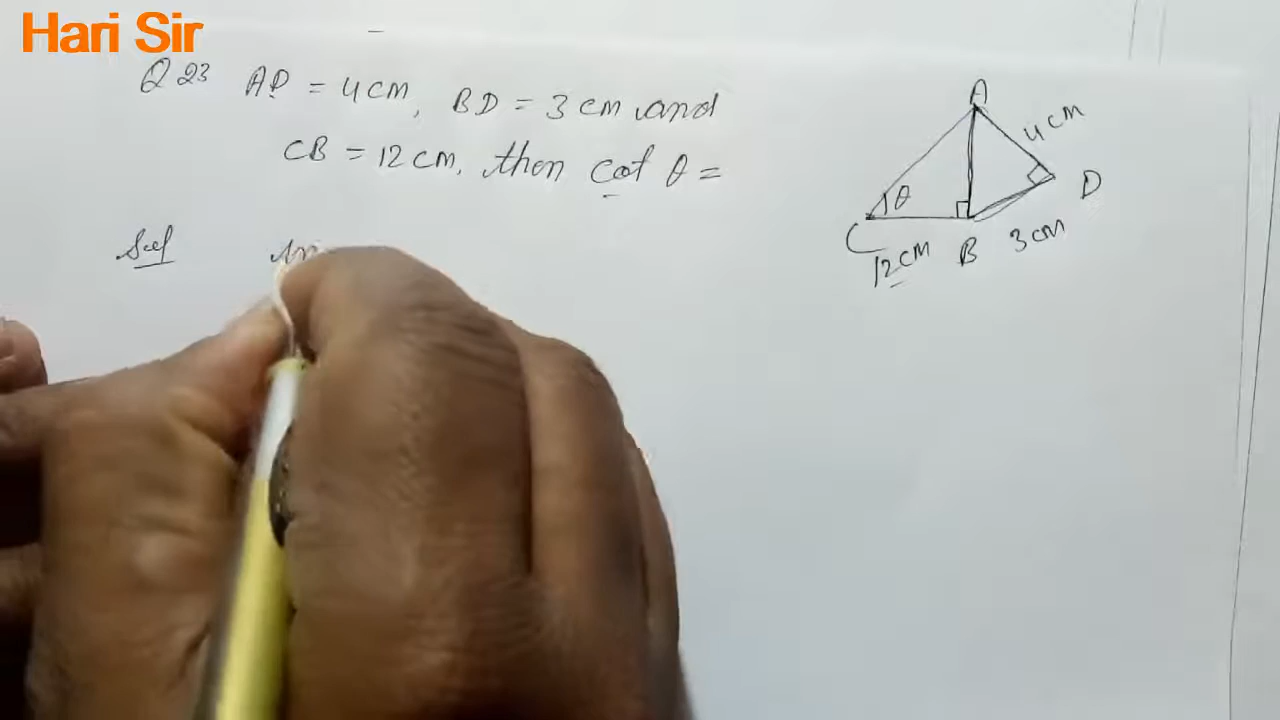 Hari Sir
Q 23 AD = 4 CM, BD = 3 CM and
CB = 12 CM, then cot θ =
Sol
A
4 CM
D
θ
C
12 CM
B
3 CM